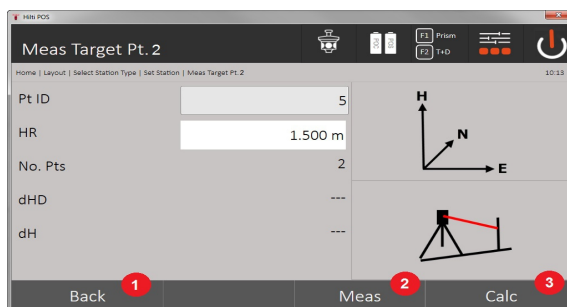 Hilti POS
Meas Target Pt. 2
POC
POS
F1 Prism
F2 T+D
Home | Layout | Select Station Type | Set Station | Meas Target Pt.2
10:13
Pt ID 5
HR 1.500 m
No. Pts 2
dHD ---
dH ---
H
N
E
1
2
3
Back
Meas
Calc